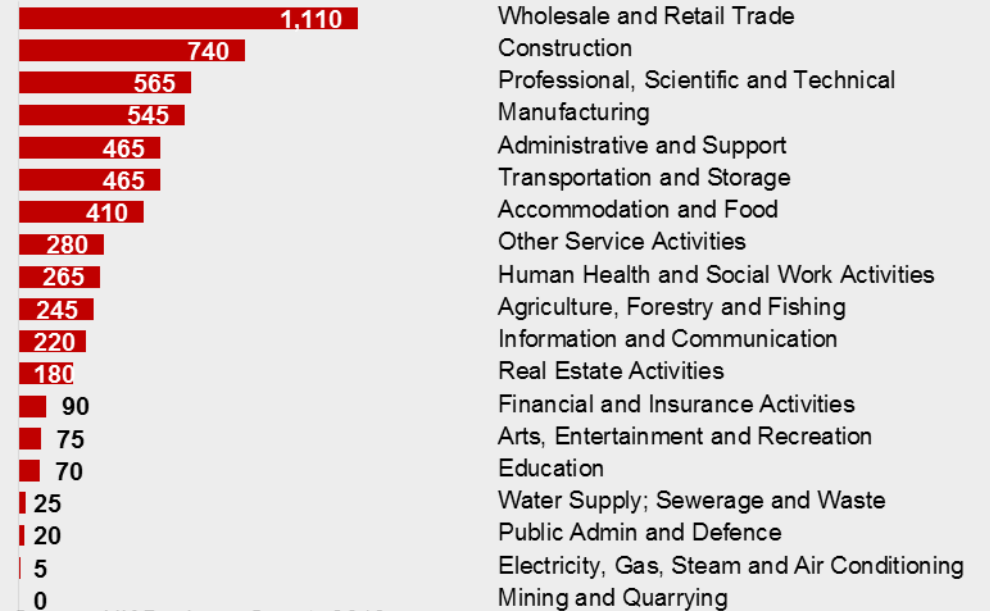 1,110 Wholesale and Retail Trade
740 Construction
565 Professional, Scientific and Technical
545 Manufacturing
465 Administrative and Support
465 Transportation and Storage
410 Accommodation and Food
280 Other Service Activities
265 Human Health and Social Work Activities
245 Agriculture, Forestry and Fishing
220 Information and Communication
180 Real Estate Activities
90 Financial and Insurance Activities
75 Arts, Entertainment and Recreation
70 Education
25 Water Supply; Sewerage and Waste
20 Public Admin and Defence
5 Electricity, Gas, Steam and Air Conditioning
0 Mining and Quarrying